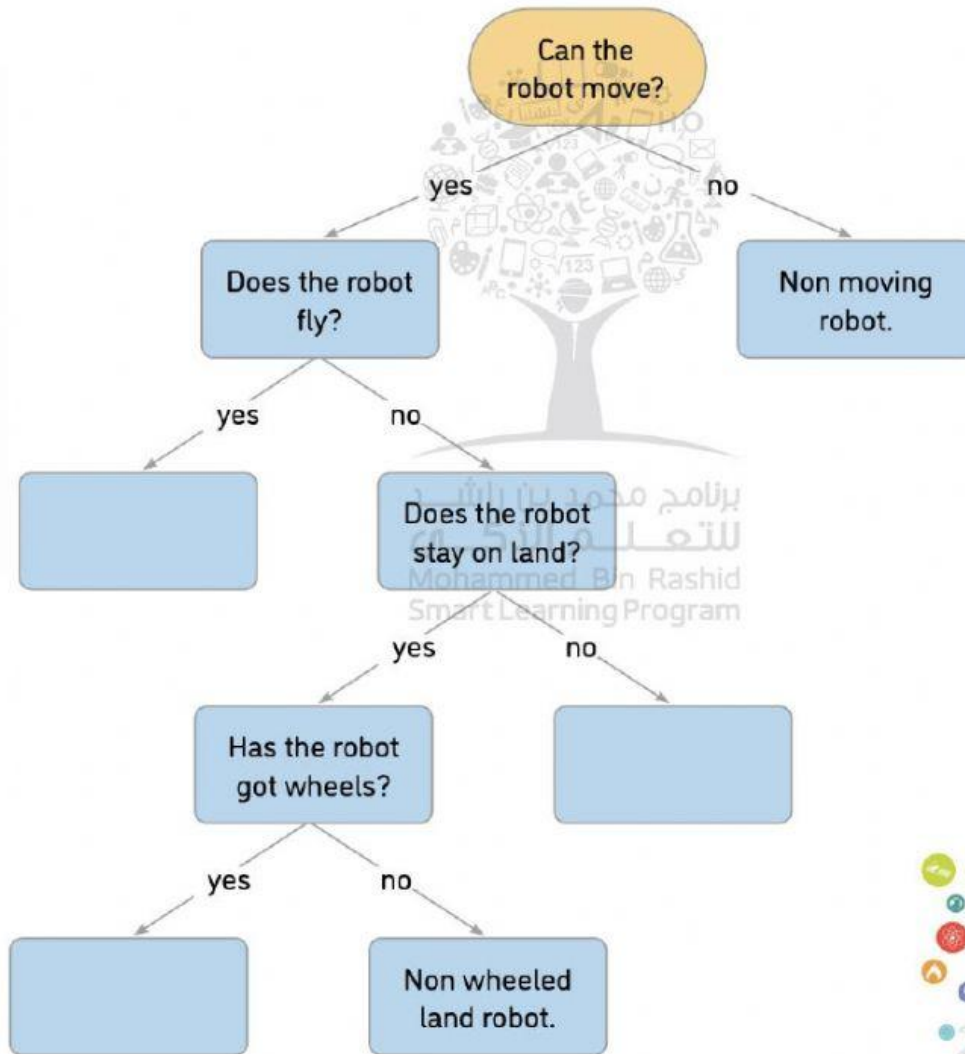 Can the
robot move?
yes
no
Does the robot
fly?
Non moving
robot.
yes
no
Does the robot
stay on land?
برنامج محمد بن راشد
للتعلم الذكي
Mohammed Bin Rashid
Smart Learning Program
yes
no
Has the robot
got wheels?
yes
no
Non wheeled
land robot.